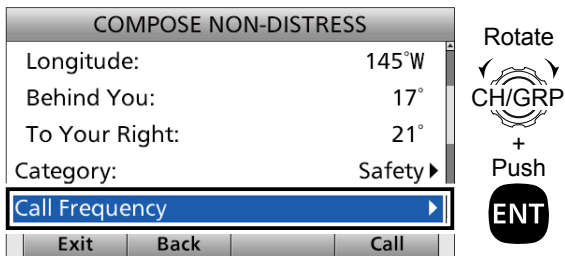 COMPOSE NON-DISTRESS
Longitude: 145°W
Behind You: 17°
To Your Right: 21°
Category: Safety
Call Frequency
Exit Back Call
Rotate
CH/GRP
+
Push
ENT